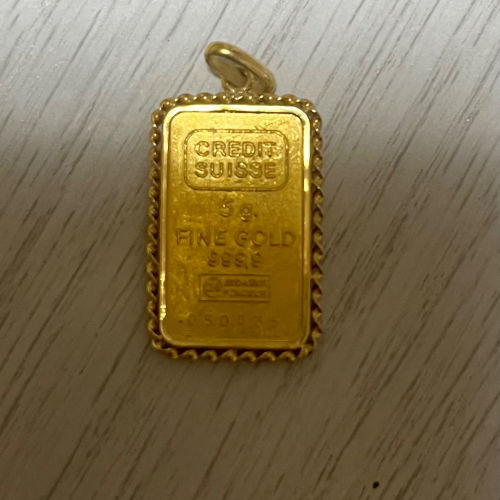 CREDIT
SUISSE
5 g.
FINE GOLD
999,9